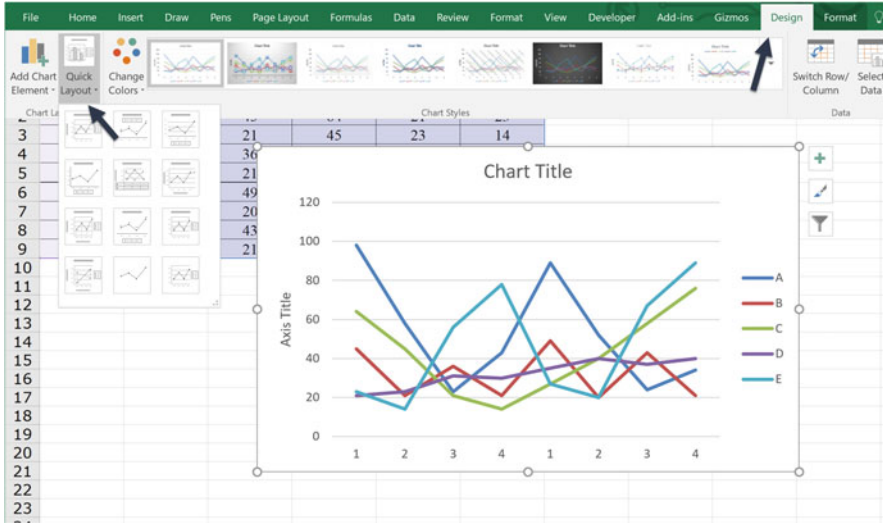 File Home Insert Draw Pens Page Layout Formulas Data Review Format View Developer Add-ins Gizmos Design Format
Add Chart Quick Change Switch Row/ Select
Element Layout Colors Column Data
Chart La Chart Styles Data
3 21 45 23 14
4 36
5 21
6 49
7 20
8 43
9 21
10
11
12
13
14
15
16
17
18
19
20
21
22
23
Chart Title
120
100
80
60
40
20
0
Axis Title
1 2 3 4 1 2 3 4
A
B
C
D
E